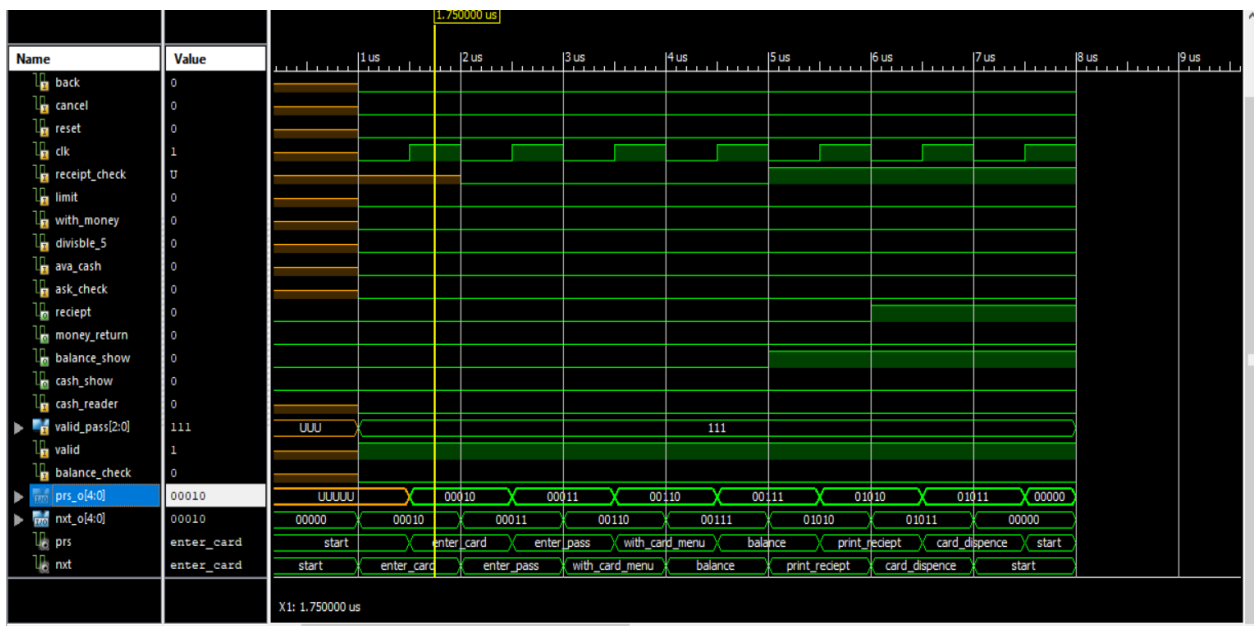 1.750000 us
Name Value
1 us 2 us 3 us 4 us 5 us 6 us 7 us 8 us 9 us
back 0
cancel 0
reset 0
clk 1
receipt_check U
limit 0
with_money 0
divisble_5 0
ava_cash 0
ask_check 0
reciept 0
money_return 0
balance_show 0
cash_show 0
cash_reader 0
valid_pass[2:0] 111 UUU 111
valid 1
balance_check 0
prs_o[4:0] 00010 UUUUU 00010 00011 00110 00111 01010 01011 00000
nxt_o[4:0] 00010 00000 00010 00011 00110 00111 01010 01011 00000
prs enter_card start enter_card enter_pass with_card_menu balance print_reciept card_dispence start
nxt enter_card start enter_card enter_pass with_card_menu balance print_reciept card_dispence start
X1: 1.750000 us